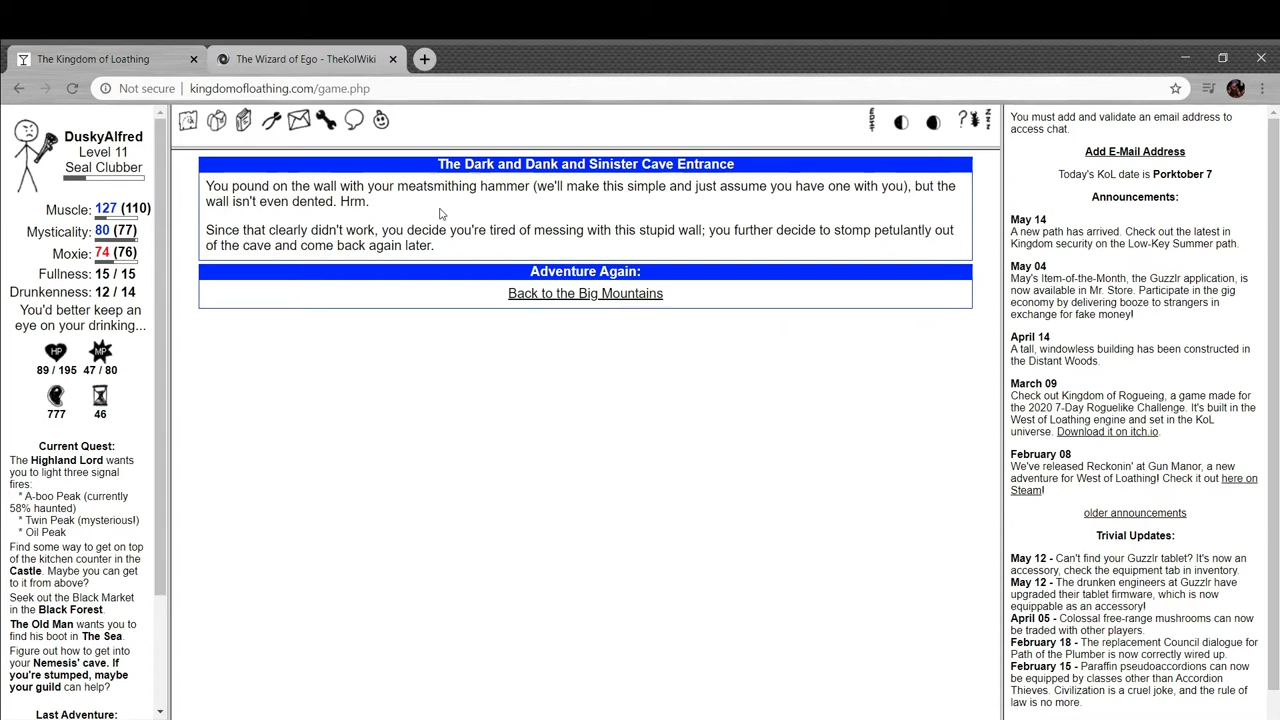 The Kingdom of Loathing
The Wizard of Ego - TheKolWiki
Not secure
kingdomofloathing.com/game.php
DuskyAlfred
Level 11
Seal Clubber
Muscle: 127 (110)
Mysticality: 80 (77)
Moxie: 74 (76)
Fullness: 15 / 15
Drunkenness: 12 / 14
You'd better keep an
eye on your drinking...
HP MP
89 / 195 47 / 80
777 46
Current Quest:
The Highland Lord wants
you to light three signal
fires:
* A-boo Peak (currently
58% haunted)
* Twin Peak (mysterious!)
* Oil Peak
Find some way to get on top
of the kitchen counter in the
Castle. Maybe you can get
to it from above?
Seek out the Black Market
in the Black Forest.
The Old Man wants you to
find his boot in The Sea.
Figure out how to get into
your Nemesis' cave. If
you're stumped, maybe
your guild can help?
Last Adventure:
EDIT
The Dark and Dank and Sinister Cave Entrance
You pound on the wall with your meatsmithing hammer (we'll make this simple and just assume you have one with you), but the
wall isn't even dented. Hrm.
Since that clearly didn't work, you decide you're tired of messing with this stupid wall; you further decide to stomp petulantly out
of the cave and come back again later.
Adventure Again:
Back to the Big Mountains
You must add and validate an email address to
access chat.
Add E-Mail Address
Today's KoL date is Porktober 7
Announcements:
May 14
A new path has arrived. Check out the latest in
Kingdom security on the Low-Key Summer path.
May 04
May's Item-of-the-Month, the Guzzlr application, is
now available in Mr. Store. Participate in the gig
economy by delivering booze to strangers in
exchange for fake money!
April 14
A tall, windowless building has been constructed in
the Distant Woods.
March 09
Check out Kingdom of Rogueing, a game made for
the 2020 7-Day Roguelike Challenge. It's built in the
West of Loathing engine and set in the KoL
universe. Download it on itch.io.
February 08
We've released Reckonin' at Gun Manor, a new
adventure for West of Loathing! Check it out here on
Steam!
older announcements
Trivial Updates:
May 12 - Can't find your Guzzlr tablet? It's now an
accessory, check the equipment tab in inventory.
May 12 - The drunken engineers at Guzzlr have
upgraded their tablet firmware, which is now
equippable as an accessory!
April 05 - Colossal free-range mushrooms can now
be traded with other players.
February 18 - The replacement Council dialogue for
Path of the Plumber is now correctly wired up.
February 15 - Paraffin pseudoaccordions can now
be equipped by classes other than Accordion
Thieves. Civilization is a cruel joke, and the rule of
law is no more.